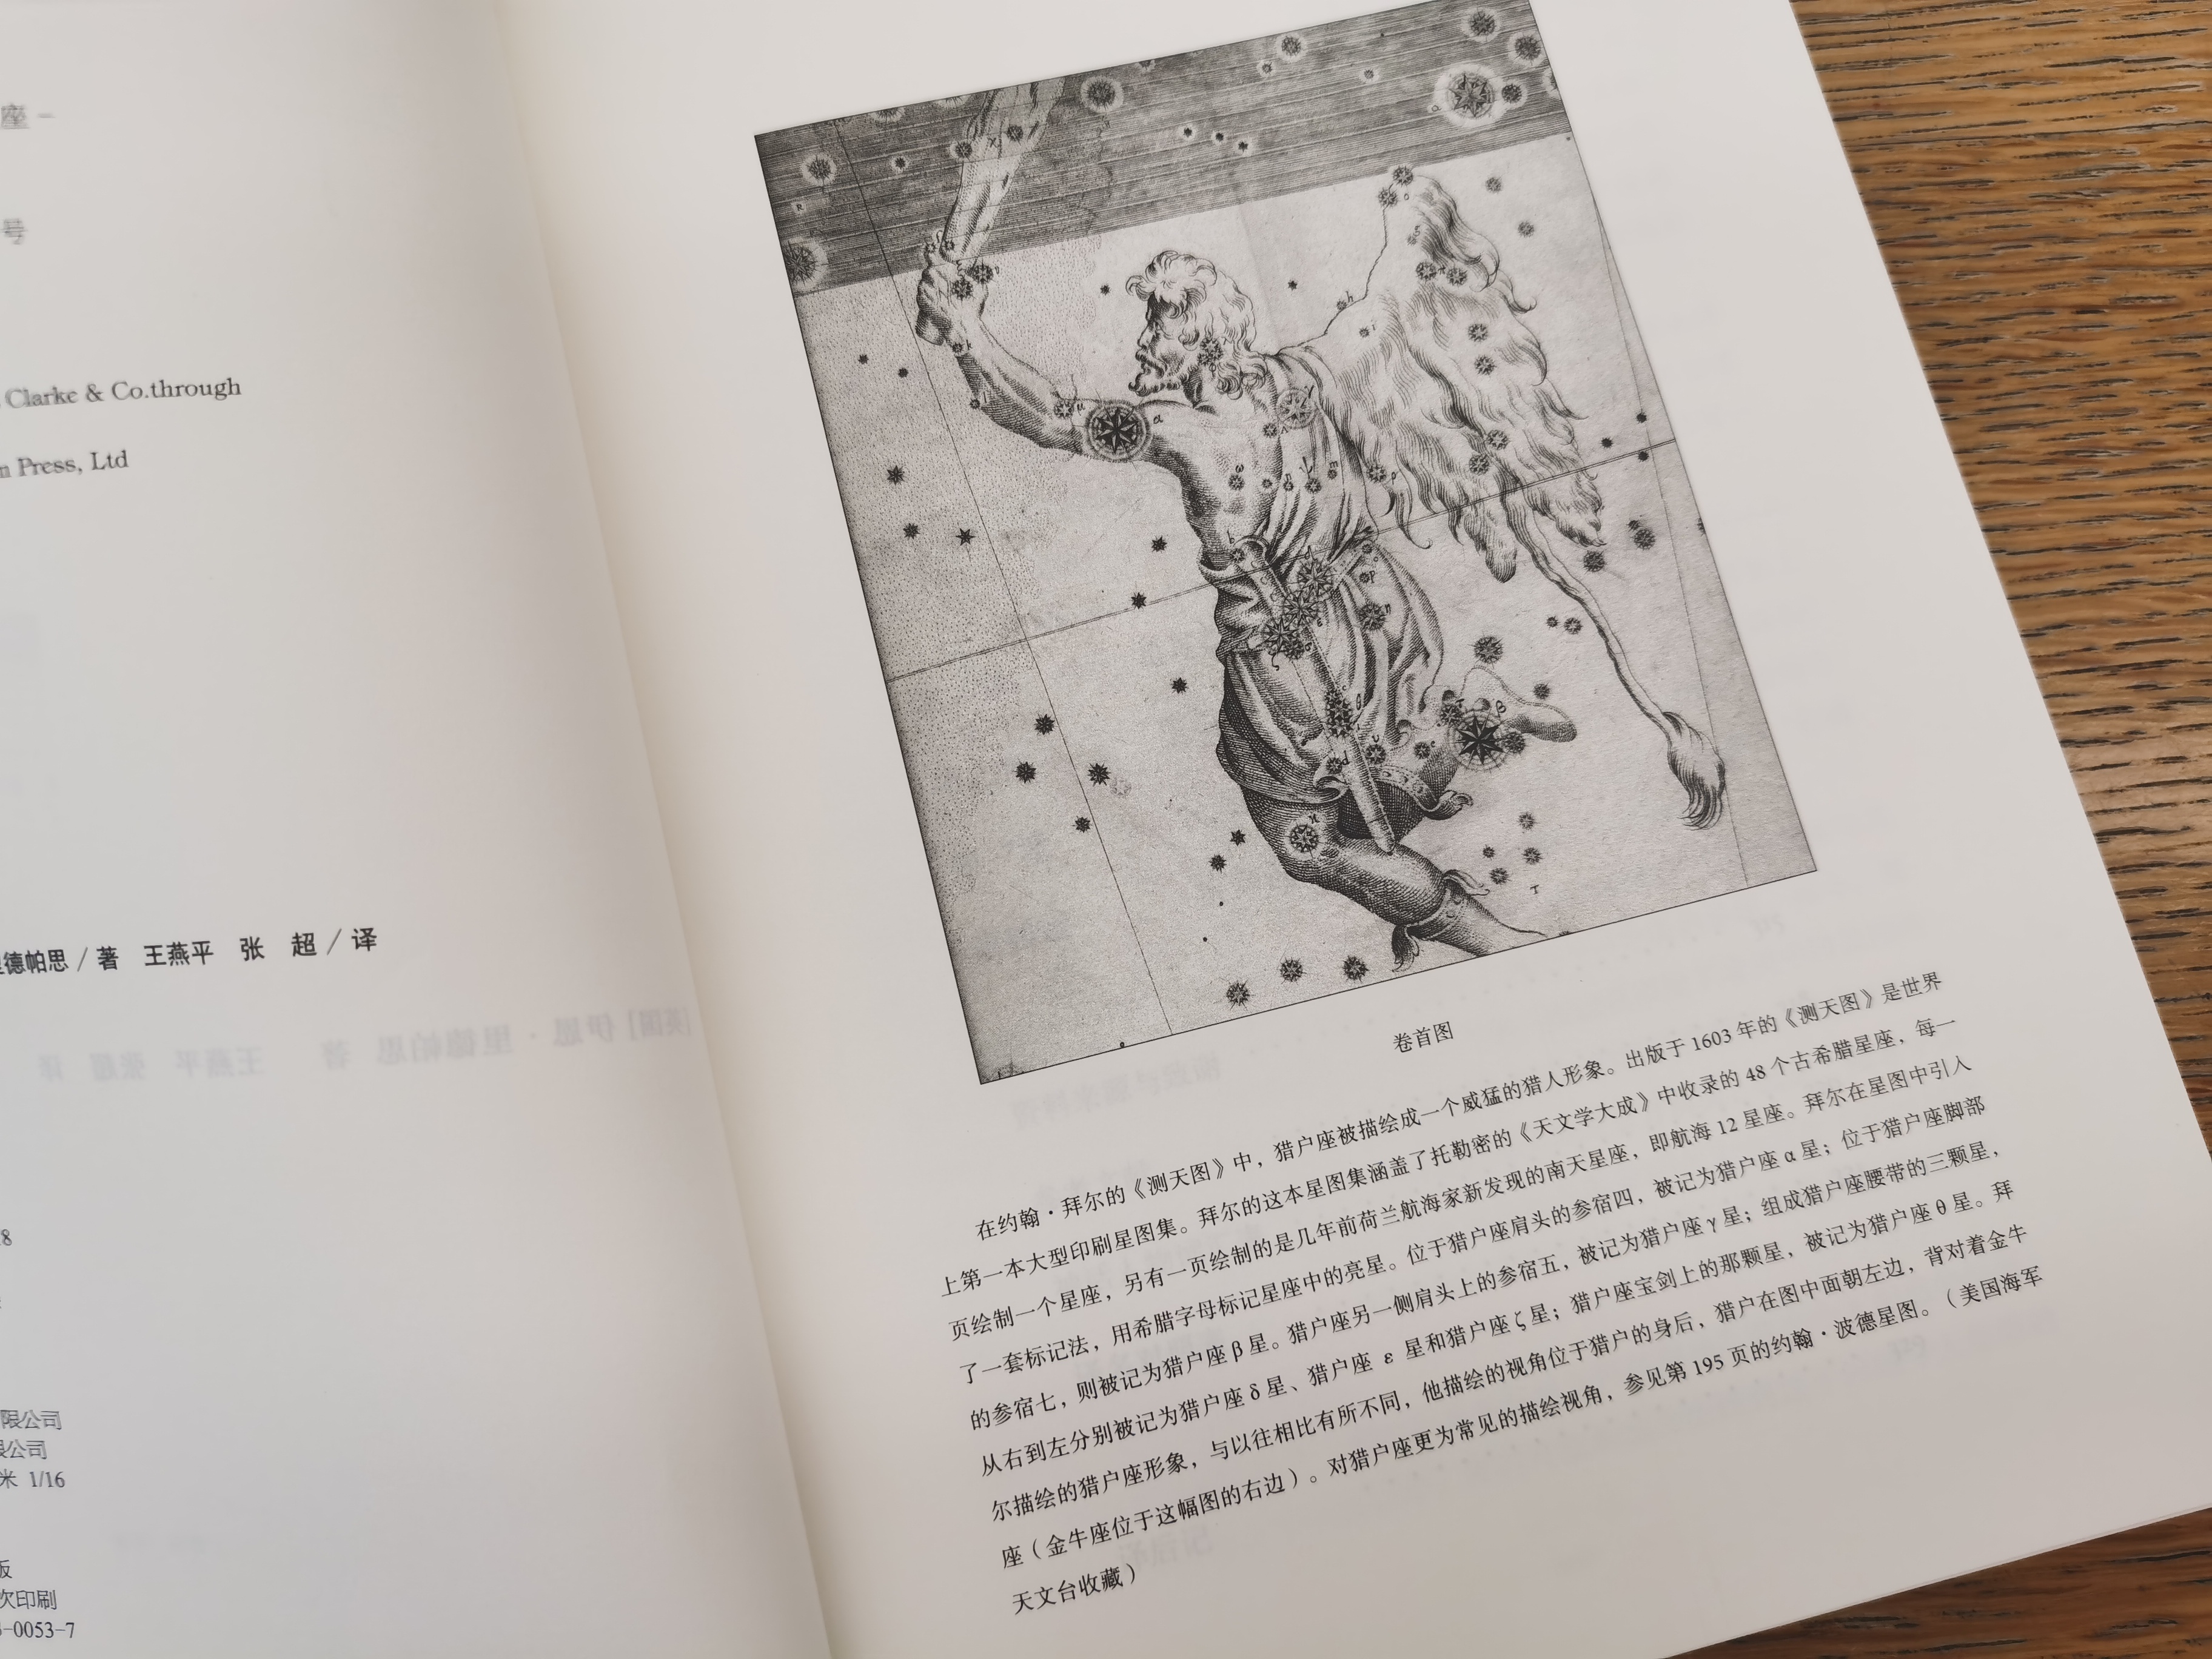 座 –
号
Clarke & Co.through
Press, Ltd
德帕思 / 著 王燕平 张 超 / 译
8
限公司
限公司
米 1/16
版
次印刷
-0053-7
卷首图
在约翰·拜尔的《测天图》中，猎户座被描绘成一个威猛的猎人形象。出版于 1603 年的《测天图》是世界
上第一本大型印刷星图集。拜尔的这本星图集涵盖了托勒密的《天文学大成》中收录的 48 个古希腊星座，每一
页绘制一个星座，另有一页绘制的是几年前荷兰航海家新发现的南天星座，即航海 12 星座。拜尔在星图中引入
了一套标记法，用希腊字母标记星座中的亮星。位于猎户座肩头的参宿四，被记为猎户座 α 星；位于猎户座脚部
的参宿七，则被记为猎户座 β 星。猎户座另一侧肩头上的参宿五，被记为猎户座 γ 星；组成猎户座腰带的三颗星，
从右到左分别被记为猎户座 δ 星、猎户座 ε 星和猎户座 ζ 星；猎户座宝剑上的那颗星，被记为猎户座 θ 星。拜
尔描绘的猎户座形象，与以往相比有所不同，他描绘的视角位于猎户的身后，猎户在图中面朝左边，背对着金牛
座（金牛座位于这幅图的右边）。对猎户座更为常见的描绘视角，参见第 195 页的约翰·波德星图。（美国海军
天文台收藏）